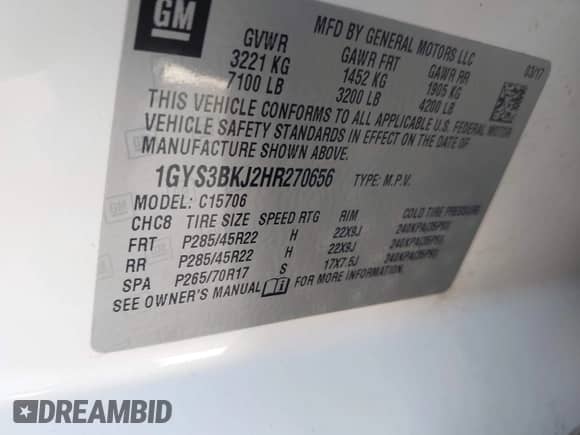 GM
MFD BY GENERAL MOTORS LLC
03/17
GVWR GAWR FRT GAWR RR
3221 KG 1452 KG 1905 KG
7100 LB 3200 LB 4200 LB
THIS VEHICLE CONFORMS TO ALL APPLICABLE U.S. FEDERAL MOTOR
VEHICLE SAFETY STANDARDS IN EFFECT ON THE DATE OF
MANUFACTURE SHOWN ABOVE.
1GYS3BKJ2HR270656 TYPE: M.P.V.
MODEL: C15706
CHC8 TIRE SIZE SPEED RTG RIM COLD TIRE PRESSURE
FRT P285/45R22 H 22X9J 240KPA(35PSI)
RR P285/45R22 H 22X9J 240KPA(35PSI)
SPA P265/70R17 S 17X7.5J 240KPA(35PSI)
SEE OWNER'S MANUAL FOR MORE INFORMATION.
DREAMBID